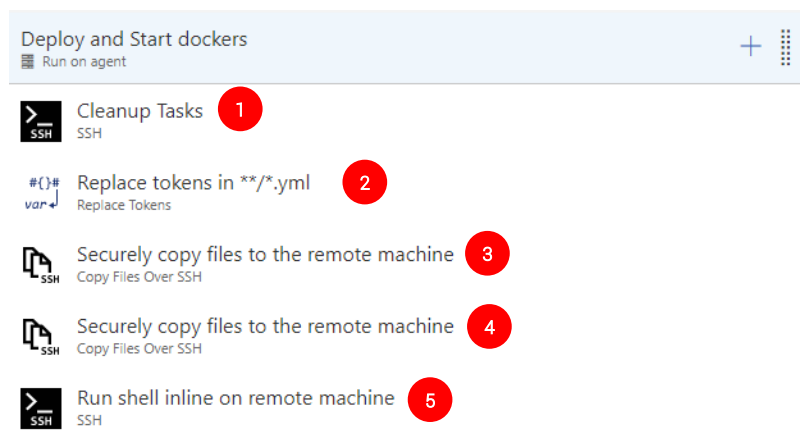 Deploy and Start dockers
Run on agent
Cleanup Tasks 1
SSH
SSH
#{}# Replace tokens in **/*.yml 2
var Replace Tokens
Securely copy files to the remote machine 3
SSH Copy Files Over SSH
Securely copy files to the remote machine 4
SSH Copy Files Over SSH
Run shell inline on remote machine 5
SSH
SSH